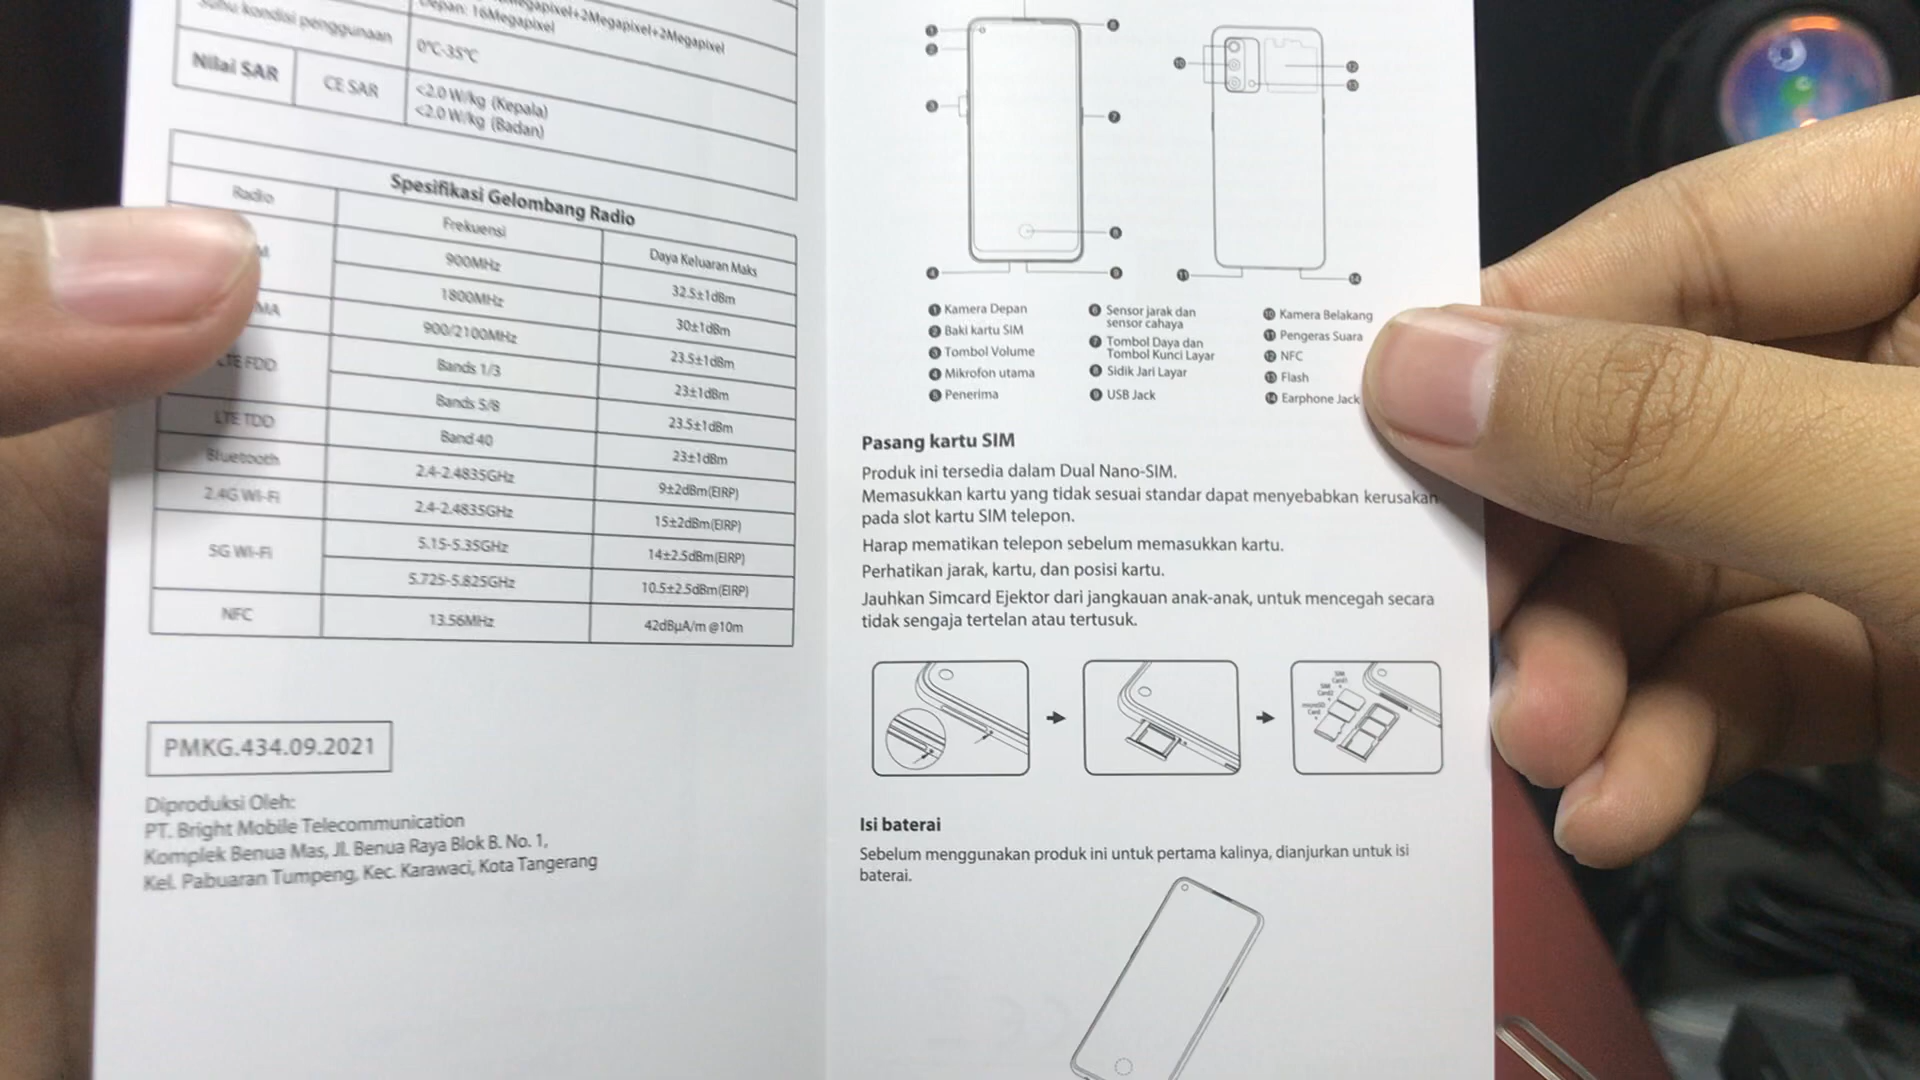 Megapixel+2Megapixel+2Megapixel
Depan: 16Megapixel
Suhu kondisi penggunaan
0°C-35°C
Nilai SAR
CE SAR
<2.0 W/kg (Kepala)
<2.0 W/kg (Badan)
Spesifikasi Gelombang Radio
Radio
Frekuensi
Daya Keluaran Maks
900MHz
32.5±1dBm
1800MHz
30±1dBm
900/2100MHz
23.5±1dBm
LTE FDD
Bands 1/3
23±1dBm
Bands 5/8
23.5±1dBm
LTE TDD
Band 40
23±1dBm
Bluetooth
2.4-2.4835GHz
9±2dBm(EIRP)
2.4G Wi-Fi
2.4-2.4835GHz
15±2dBm(EIRP)
5G Wi-Fi
5.15-5.35GHz
14±2.5dBm(EIRP)
5.725-5.825GHz
10.5±2.5dBm(EIRP)
NFC
13.56MHz
42dBµA/m @10m
PMKG.434.09.2021
Diproduksi Oleh:
PT. Bright Mobile Telecommunication
Komplek Benua Mas, Jl. Benua Raya Blok B. No. 1,
Kel. Pabuaran Tumpeng, Kec. Karawaci, Kota Tangerang
1 Kamera Depan
2 Baki kartu SIM
3 Tombol Volume
4 Mikrofon utama
5 Penerima
6 Sensor jarak dan
sensor cahaya
7 Tombol Daya dan
Tombol Kunci Layar
8 Sidik Jari Layar
9 USB Jack
10 Kamera Belakang
11 Pengeras Suara
12 NFC
13 Flash
14 Earphone Jack
Pasang kartu SIM
Produk ini tersedia dalam Dual Nano-SIM.
Memasukkan kartu yang tidak sesuai standar dapat menyebabkan kerusakan
pada slot kartu SIM telepon.
Harap mematikan telepon sebelum memasukkan kartu.
Perhatikan jarak, kartu, dan posisi kartu.
Jauhkan Simcard Ejektor dari jangkauan anak-anak, untuk mencegah secara
tidak sengaja tertelan atau tertusuk.
SIM
Card1
SIM
Card2
microSD
Card
Isi baterai
Sebelum menggunakan produk ini untuk pertama kalinya, dianjurkan untuk isi
baterai.